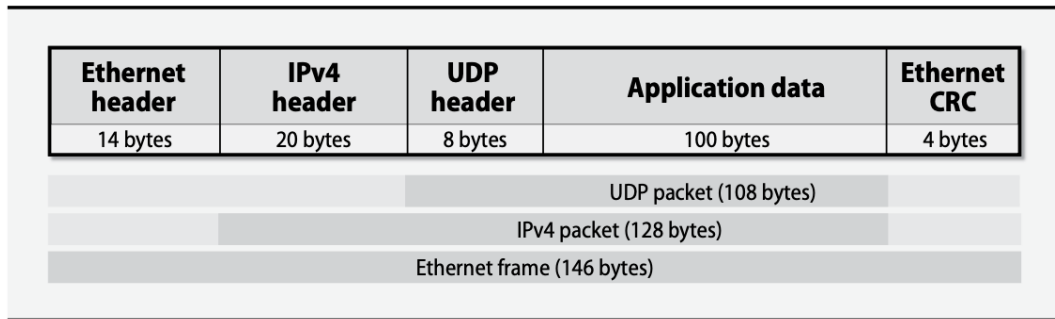 Ethernet header
IPv4 header
UDP header
Application data
Ethernet CRC
14 bytes
20 bytes
8 bytes
100 bytes
4 bytes
UDP packet (108 bytes)
IPv4 packet (128 bytes)
Ethernet frame (146 bytes)